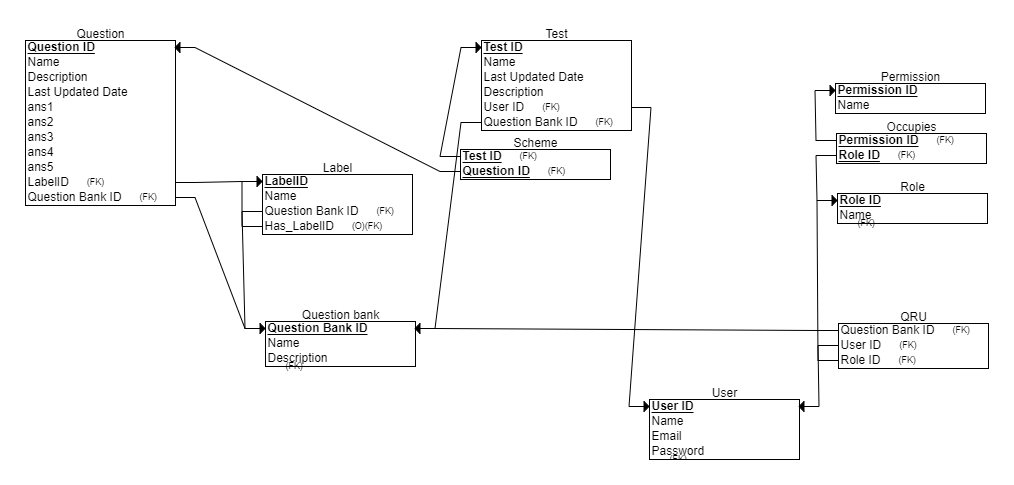 Question
Question ID
Name
Description
Last Updated Date
ans1
ans2
ans3
ans4
ans5
LabelID (FK)
Question Bank ID (FK)
Label
LabelID
Name
Question Bank ID (FK)
Has_LabelID (O)(FK)
Question bank
Question Bank ID
Name
Description
(FK)
Test
Test ID
Name
Last Updated Date
Description
User ID (FK)
Question Bank ID (FK)
Scheme
Test ID (FK)
Question ID (FK)
Permission
Permission ID
Name
Occupies
Permission ID (FK)
Role ID (FK)
Role
Role ID
Name
(FK)
QRU
Question Bank ID (FK)
User ID (FK)
Role ID (FK)
User
User ID
Name
Email
Password
(FK)